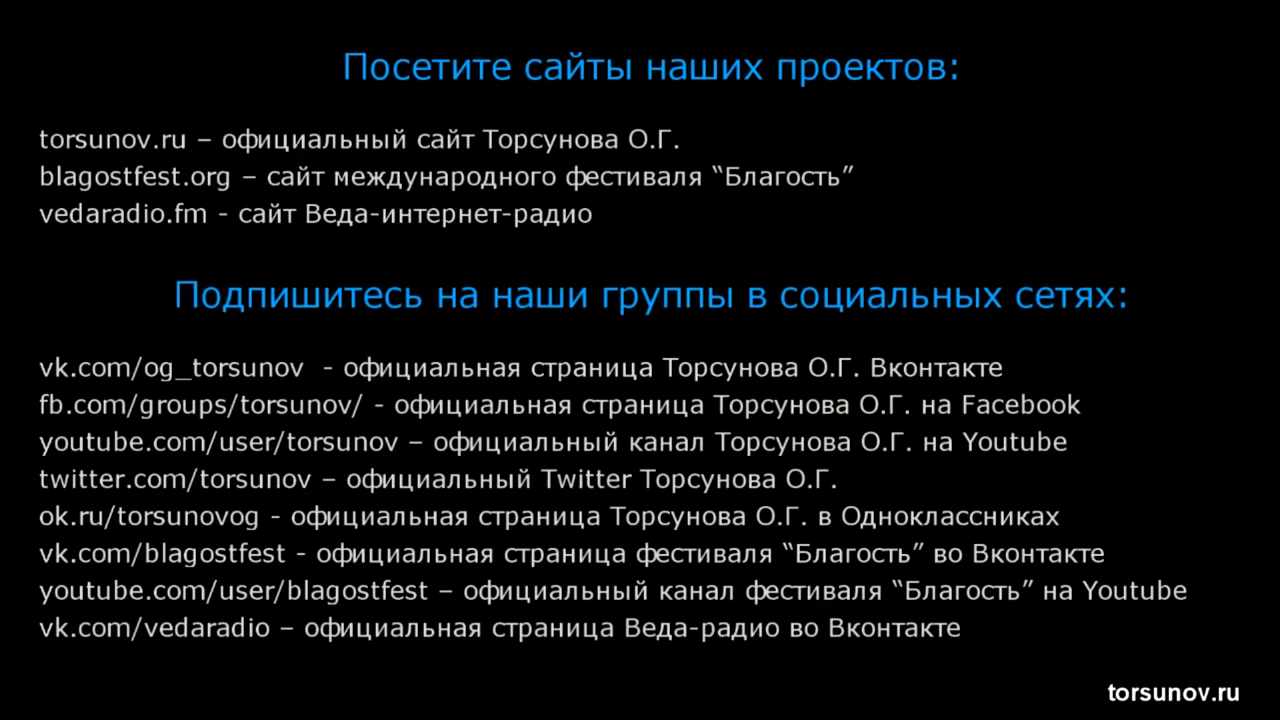 Посетите сайты наших проектов:
torsunov.ru – официальный сайт Торсунова О.Г.
blagostfest.org – сайт международного фестиваля “Благость”
vedaradio.fm - сайт Веда-интернет-радио
Подпишитесь на наши группы в социальных сетях:
vk.com/og_torsunov  - официальная страница Торсунова О.Г. Вконтакте
fb.com/groups/torsunov/ - официальная страница Торсунова О.Г. на Facebook
youtube.com/user/torsunov – официальный канал Торсунова О.Г. на Youtube
twitter.com/torsunov – официальный Twitter Торсунова О.Г.
ok.ru/torsunovog - официальная страница Торсунова О.Г. в Одноклассниках
vk.com/blagostfest - официальная страница фестиваля “Благость” во Вконтакте
youtube.com/user/blagostfest – официальный канал фестиваля “Благость” на Youtube
vk.com/vedaradio – официальная страница Веда-радио во Вконтакте
torsunov.ru